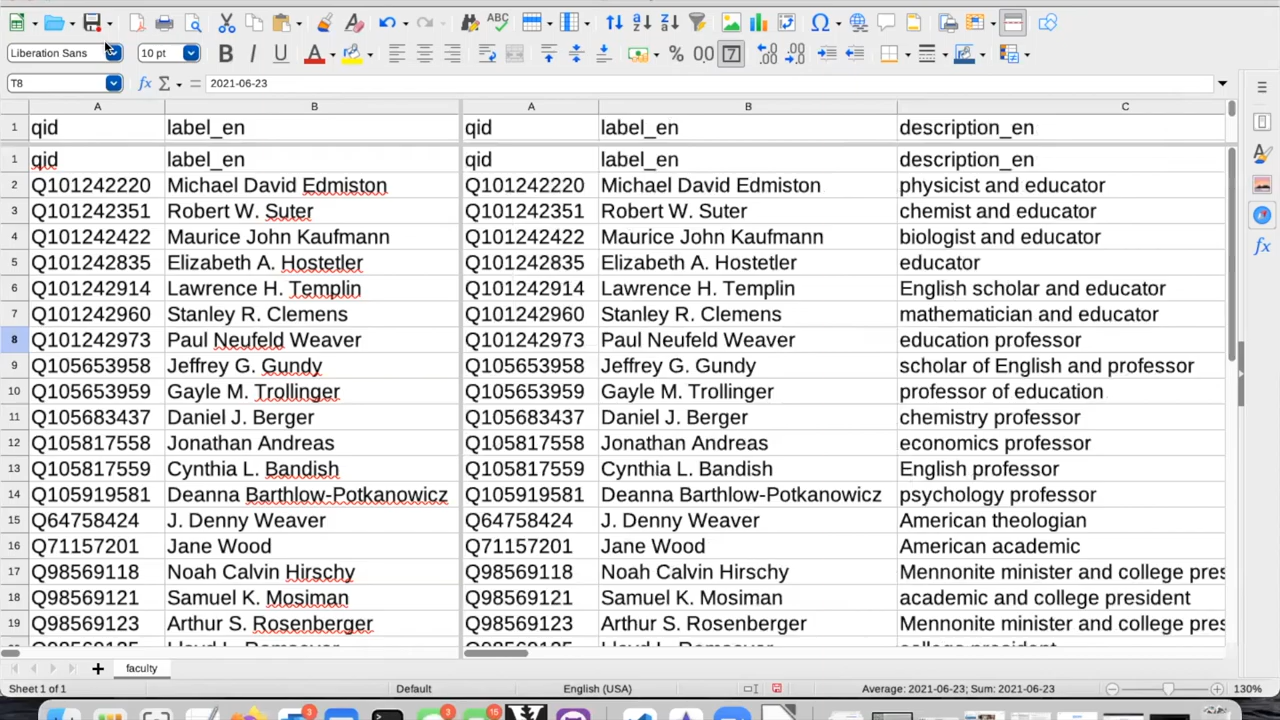 Liberation Sans 10 pt
T8 2021-06-23
A B A B C
1 qid label_en qid label_en description_en
1 qid label_en qid label_en description_en
2 Q101242220 Michael David Edmiston Q101242220 Michael David Edmiston physicist and educator
3 Q101242351 Robert W. Suter Q101242351 Robert W. Suter chemist and educator
4 Q101242422 Maurice John Kaufmann Q101242422 Maurice John Kaufmann biologist and educator
5 Q101242835 Elizabeth A. Hostetler Q101242835 Elizabeth A. Hostetler educator
6 Q101242914 Lawrence H. Templin Q101242914 Lawrence H. Templin English scholar and educator
7 Q101242960 Stanley R. Clemens Q101242960 Stanley R. Clemens mathematician and educator
8 Q101242973 Paul Neufeld Weaver Q101242973 Paul Neufeld Weaver education professor
9 Q105653958 Jeffrey G. Gundy Q105653958 Jeffrey G. Gundy scholar of English and professor
10 Q105653959 Gayle M. Trollinger Q105653959 Gayle M. Trollinger professor of education
11 Q105683437 Daniel J. Berger Q105683437 Daniel J. Berger chemistry professor
12 Q105817558 Jonathan Andreas Q105817558 Jonathan Andreas economics professor
13 Q105817559 Cynthia L. Bandish Q105817559 Cynthia L. Bandish English professor
14 Q105919581 Deanna Barthlow-Potkanowicz Q105919581 Deanna Barthlow-Potkanowicz psychology professor
15 Q64758424 J. Denny Weaver Q64758424 J. Denny Weaver American theologian
16 Q71157201 Jane Wood Q71157201 Jane Wood American academic
17 Q98569118 Noah Calvin Hirschy Q98569118 Noah Calvin Hirschy Mennonite minister and college pres
18 Q98569121 Samuel K. Mosiman Q98569121 Samuel K. Mosiman academic and college president
19 Q98569123 Arthur S. Rosenberger Q98569123 Arthur S. Rosenberger Mennonite minister and college pres
faculty
Sheet 1 of 1 Default English (USA) Average: 2021-06-23; Sum: 2021-06-23 130%